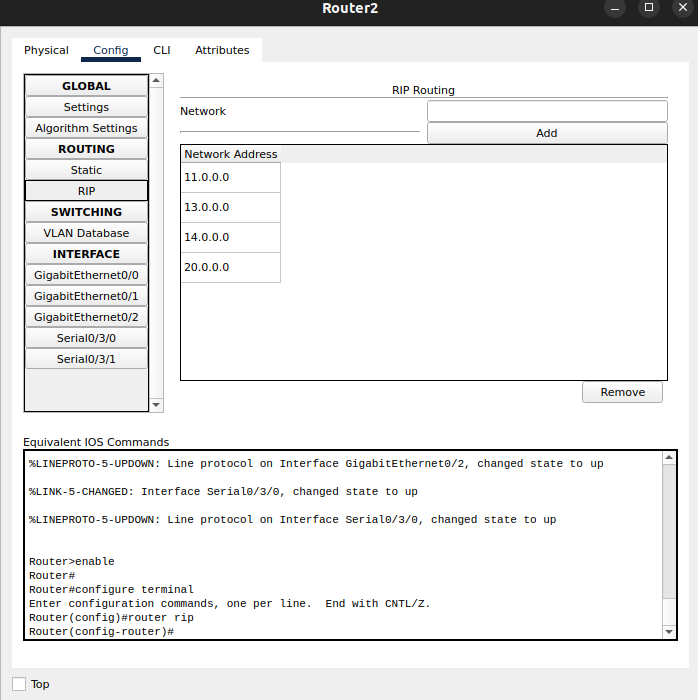 Router2
Physical
Config
CLI
Attributes
GLOBAL
Settings
Algorithm Settings
ROUTING
Static
RIP
SWITCHING
VLAN Database
INTERFACE
GigabitEthernet0/0
GigabitEthernet0/1
GigabitEthernet0/2
Serial0/3/0
Serial0/3/1
RIP Routing
Network
Add
Network Address
11.0.0.0
13.0.0.0
14.0.0.0
20.0.0.0
Remove
Equivalent IOS Commands
%LINEPROTO-5-UPDOWN: Line protocol on Interface GigabitEthernet0/2, changed state to up
%LINK-5-CHANGED: Interface Serial0/3/0, changed state to up
%LINEPROTO-5-UPDOWN: Line protocol on Interface Serial0/3/0, changed state to up
Router>enable
Router#
Router#configure terminal
Enter configuration commands, one per line.  End with CNTL/Z.
Router(config)#router rip
Router(config-router)#
Top